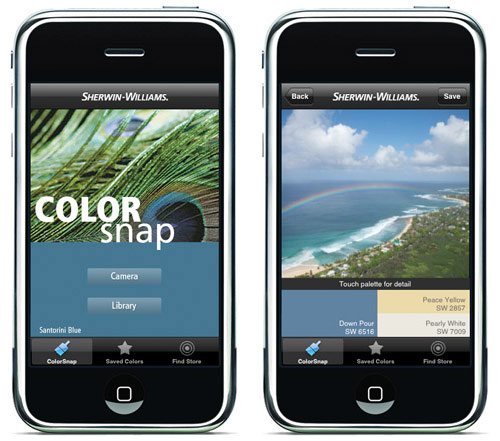 SHERWIN-WILLIAMS.
COLOR
snap
Camera
Library
Santorini Blue
ColorSnap
Saved Colors
Find Store
Back
SHERWIN-WILLIAMS.
Save
Touch palette for detail
Peace Yellow
SW 2857
Down Pour
SW 6516
Pearly White
SW 7009
ColorSnap
Saved Colors
Find Store